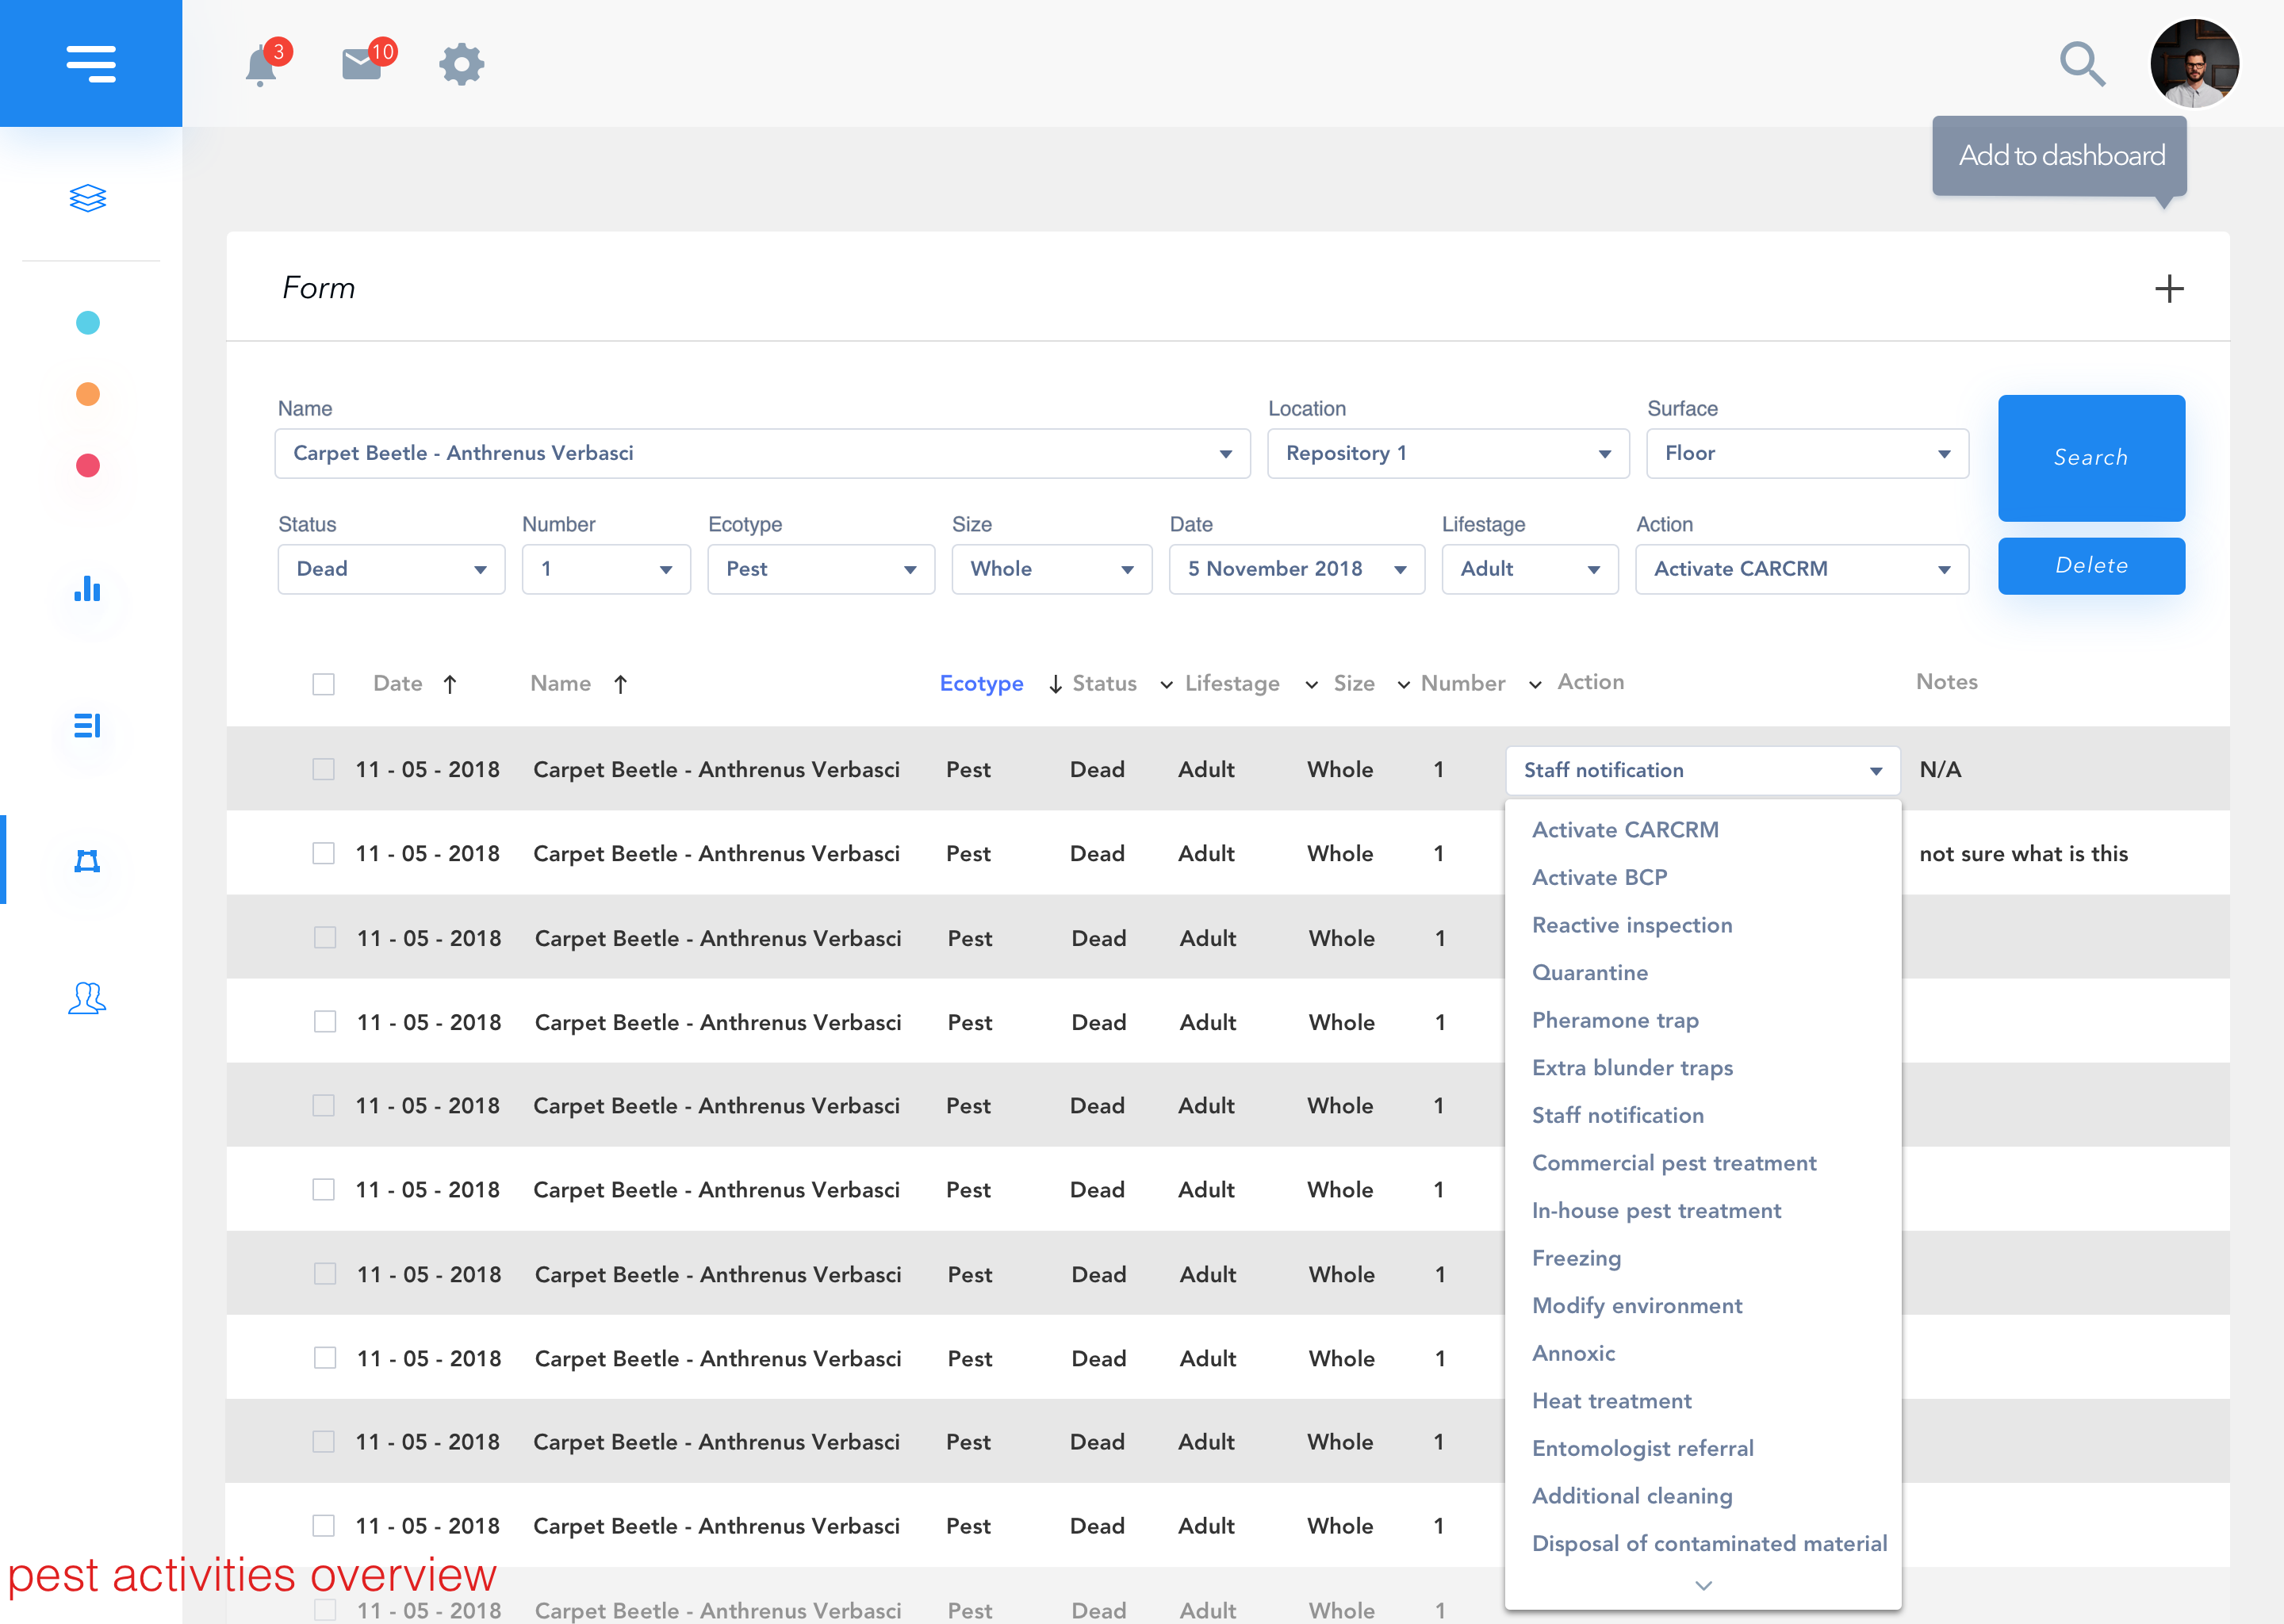 3 10
Add to dashboard
Form
Name Location Surface
Carpet Beetle - Anthrenus Verbasci Repository 1 Floor Search
Status Number Ecotype Size Date Lifestage Action
Dead 1 Pest Whole 5 November 2018 Adult Activate CARCRM Delete
Date Name Ecotype Status Lifestage Size Number Action Notes
11 - 05 - 2018 Carpet Beetle - Anthrenus Verbasci Pest Dead Adult Whole 1 Staff notification N/A
11 - 05 - 2018 Carpet Beetle - Anthrenus Verbasci Pest Dead Adult Whole 1 not sure what is this
11 - 05 - 2018 Carpet Beetle - Anthrenus Verbasci Pest Dead Adult Whole 1
11 - 05 - 2018 Carpet Beetle - Anthrenus Verbasci Pest Dead Adult Whole 1
11 - 05 - 2018 Carpet Beetle - Anthrenus Verbasci Pest Dead Adult Whole 1
11 - 05 - 2018 Carpet Beetle - Anthrenus Verbasci Pest Dead Adult Whole 1
11 - 05 - 2018 Carpet Beetle - Anthrenus Verbasci Pest Dead Adult Whole 1
11 - 05 - 2018 Carpet Beetle - Anthrenus Verbasci Pest Dead Adult Whole 1
11 - 05 - 2018 Carpet Beetle - Anthrenus Verbasci Pest Dead Adult Whole 1
11 - 05 - 2018 Carpet Beetle - Anthrenus Verbasci Pest Dead Adult Whole 1
11 - 05 - 2018 Carpet Beetle - Anthrenus Verbasci Pest Dead Adult Whole 1
Activate CARCRM
Activate BCP
Reactive inspection
Quarantine
Pheramone trap
Extra blunder traps
Staff notification
Commercial pest treatment
In-house pest treatment
Freezing
Modify environment
Annoxic
Heat treatment
Entomologist referral
Additional cleaning
Disposal of contaminated material
pest activities overview